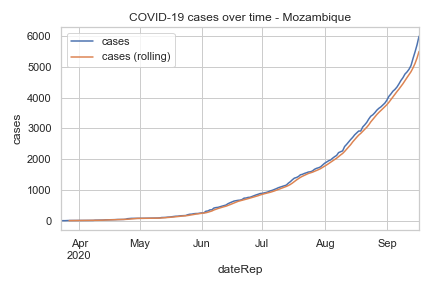 COVID-19 cases over time - Mozambique
cases
cases (rolling)
6000
5000
4000
3000
2000
1000
0
cases
Apr
2020
May
Jun
Jul
Aug
Sep
dateRep